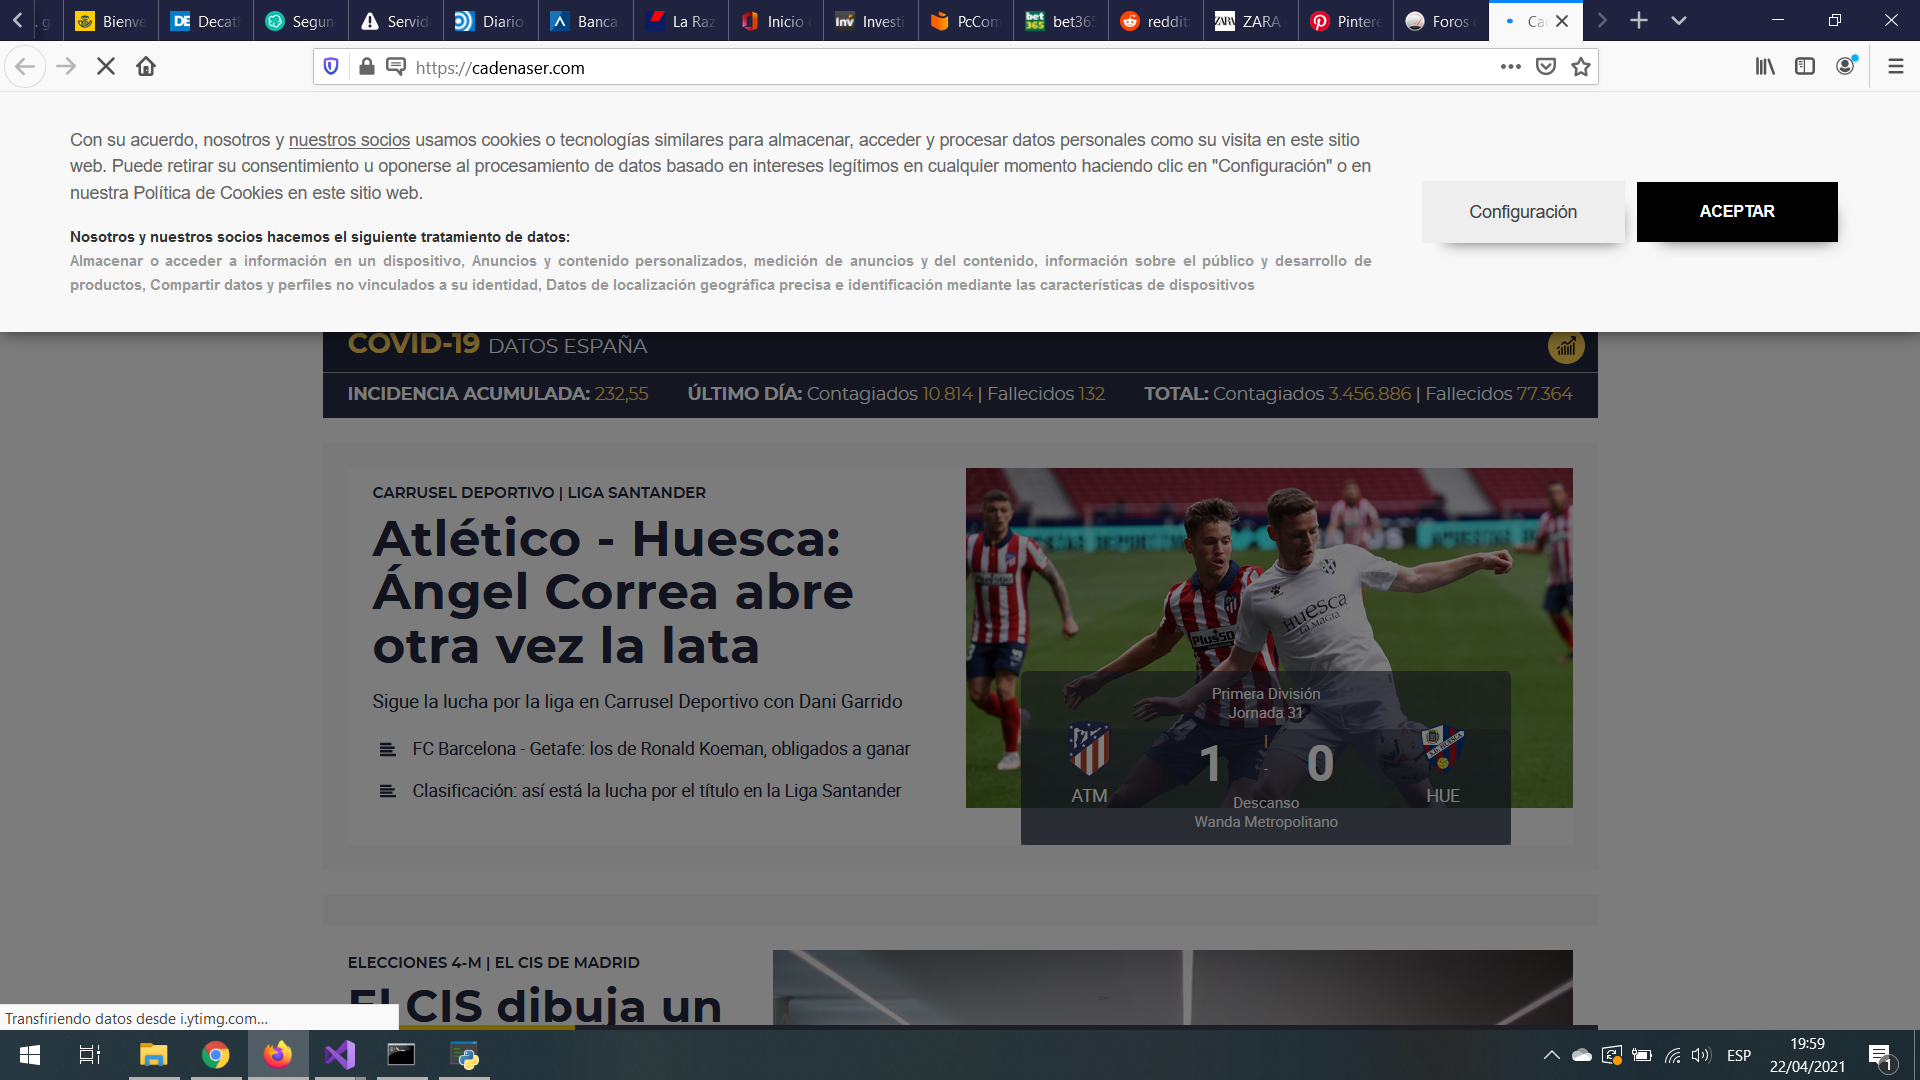 Bienve
Decath
Segun
Servid
Diario
Banca
La Raz
Inicio
Investi
PcCom
bet365
reddit
ZARA
Pintere
Foros
Ca
https://cadenaser.com
Con su acuerdo, nosotros y nuestros socios usamos cookies o tecnologías similares para almacenar, acceder y procesar datos personales como su visita en este sitio
web. Puede retirar su consentimiento u oponerse al procesamiento de datos basado en intereses legítimos en cualquier momento haciendo clic en "Configuración" o en
nuestra Política de Cookies en este sitio web.
Nosotros y nuestros socios hacemos el siguiente tratamiento de datos:
Almacenar o acceder a información en un dispositivo, Anuncios y contenido personalizados, medición de anuncios y del contenido, información sobre el público y desarrollo de
productos, Compartir datos y perfiles no vinculados a su identidad, Datos de localización geográfica precisa e identificación mediante las características de dispositivos
Configuración
ACEPTAR
COVID-19 DATOS ESPAÑA
INCIDENCIA ACUMULADA: 232,55 ÚLTIMO DÍA: Contagiados 10.814 | Fallecidos 132 TOTAL: Contagiados 3.456.886 | Fallecidos 77.364
CARRUSEL DEPORTIVO | LIGA SANTANDER
Atlético - Huesca:
Ángel Correa abre
otra vez la lata
Sigue la lucha por la liga en Carrusel Deportivo con Dani Garrido
FC Barcelona - Getafe: los de Ronald Koeman, obligados a ganar
Clasificación: así está la lucha por el título en la Liga Santander
Plus500
Huesca
LA MAGIA
Primera División
Jornada 31
1 - 0
ATM
HUE
Descanso
Wanda Metropolitano
ELECCIONES 4-M | EL CIS DE MADRID
El CIS dibuja un
Transfiriendo datos desde i.ytimg.com...
ESP
19:59
22/04/2021
1